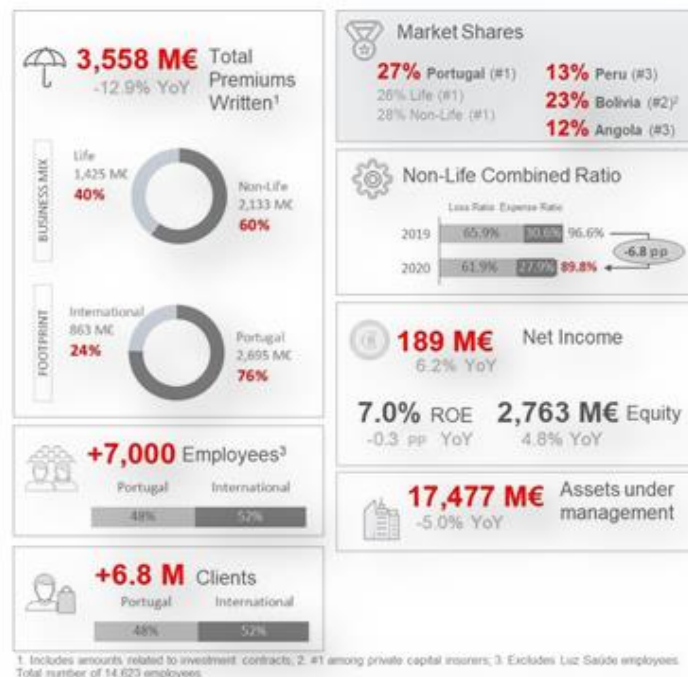 3,558 M€ Total Premiums Written¹
-12.9% YoY
BUSINESS MIX
Life
1,425 M€
40%
Non-Life
2,133 M€
60%
FOOTPRINT
International
863 M€
24%
Portugal
2,695 M€
76%
+7,000 Employees³
Portugal International
48% 52%
+6.8 M Clients
Portugal International
48% 52%
Market Shares
27% Portugal (#1)
26% Life (#1)
28% Non-Life (#1)
13% Peru (#3)
23% Bolivia (#2)²
12% Angola (#3)
Non-Life Combined Ratio
Loss Ratio Expense Ratio
2019 65.9% 30.6% 96.6%
-6.8 pp
2020 61.9% 27.9% 89.8%
189 M€ Net Income
6.2% YoY
7.0% ROE 2,763 M€ Equity
-0.3 PP YoY 4.8% YoY
17,477 M€ Assets under management
-5.0% YoY
1. Includes amounts related to investment contracts; 2. #1 among private capital insurers; 3. Excludes Luz Saúde employees.
Total number of 14,623 employees